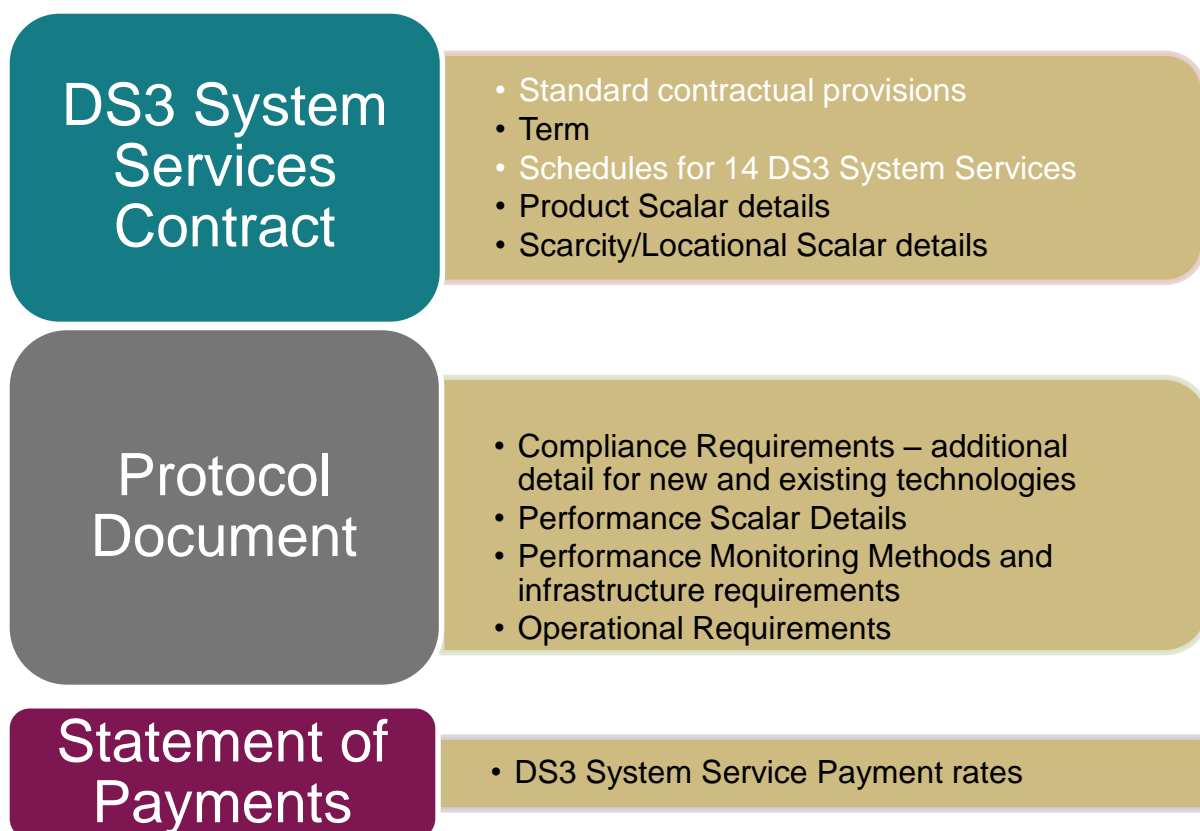 DS3 System
Services
Contract
• Standard contractual provisions
• Term
• Schedules for 14 DS3 System Services
• Product Scalar details
• Scarcity/Locational Scalar details
Protocol
Document
• Compliance Requirements – additional
detail for new and existing technologies
• Performance Scalar Details
• Performance Monitoring Methods and
infrastructure requirements
• Operational Requirements
Statement of
Payments
• DS3 System Service Payment rates